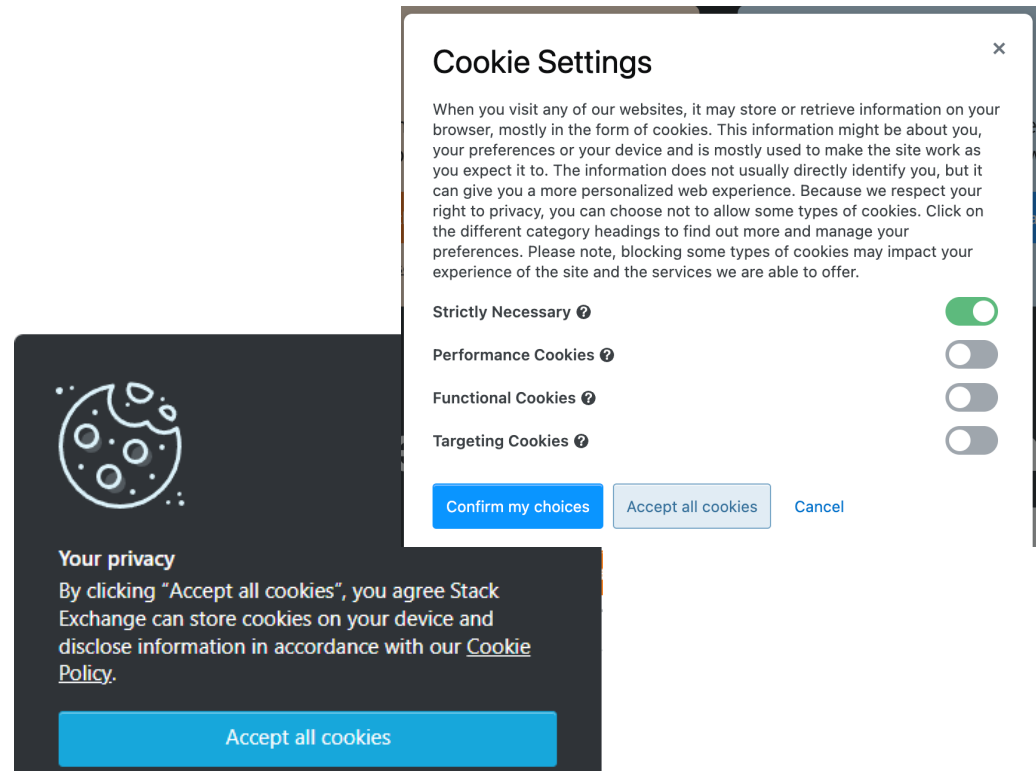 Cookie Settings
When you visit any of our websites, it may store or retrieve information on your
browser, mostly in the form of cookies. This information might be about you,
your preferences or your device and is mostly used to make the site work as
you expect it to. The information does not usually directly identify you, but it
can give you a more personalized web experience. Because we respect your
right to privacy, you can choose not to allow some types of cookies. Click on
the different category headings to find out more and manage your
preferences. Please note, blocking some types of cookies may impact your
experience of the site and the services we are able to offer.
Strictly Necessary
Performance Cookies
Functional Cookies
Targeting Cookies
Confirm my choices
Accept all cookies
Cancel
Your privacy
By clicking “Accept all cookies”, you agree Stack
Exchange can store cookies on your device and
disclose information in accordance with our Cookie
Policy.
Accept all cookies